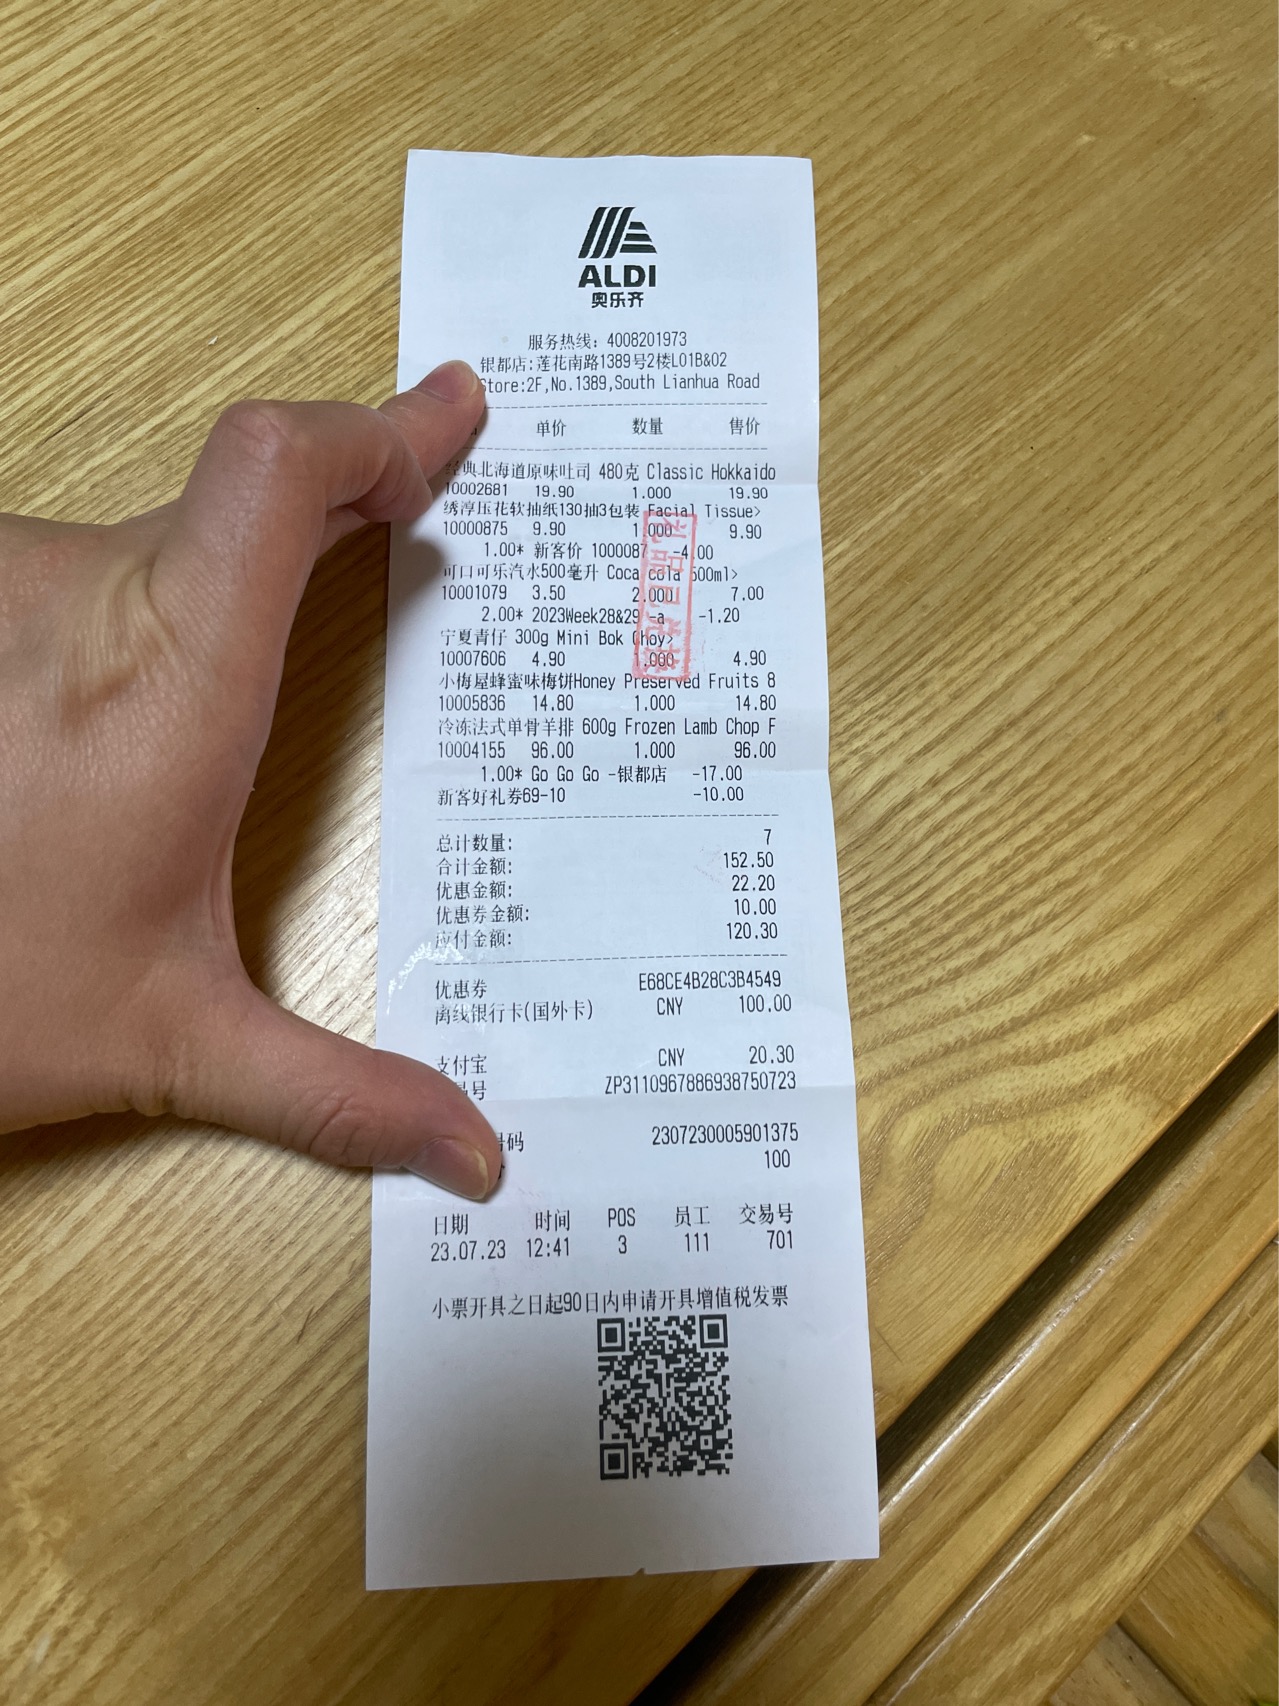 ALDI
奥乐齐
服务热线: 4008201973
银都店:莲花南路1389号2楼L01B&02
Store:2F,No.1389,South Lianhua Road
单价 数量 售价
经典北海道原味吐司 480克 Classic Hokkaido
10002681 19.90 1.000 19.90
绣淳压花软抽纸130抽3包装 Facial Tissue>
10000875 9.90 1.000 9.90
1.00* 新客价 1000087 -4.00
可口可乐汽水500毫升 Coca cola 500ml>
10001079 3.50 2.000 7.00
2.00* 2023Week28&29 -a -1.20
宁夏青仔 300g Mini Bok Choy>
10007606 4.90 1.000 4.90
小梅屋蜂蜜味梅饼Honey Preserved Fruits 8
10005836 14.80 1.000 14.80
冷冻法式单骨羊排 600g Frozen Lamb Chop F
10004155 96.00 1.000 96.00
1.00* Go Go Go -银都店 -17.00
新客好礼券69-10 -10.00
礼品已兑换
总计数量: 7
合计金额: 152.50
优惠金额: 22.20
优惠券金额: 10.00
应付金额: 120.30
优惠券 E68CE4B28C3B4549
离线银行卡(国外卡) CNY 100.00
支付宝 CNY 20.30
号 ZP3110967886938750723
号码 2307230005901375
100
日期 时间 POS 员工 交易号
23.07.23 12:41 3 111 701
小票开具之日起90日内申请开具增值税发票